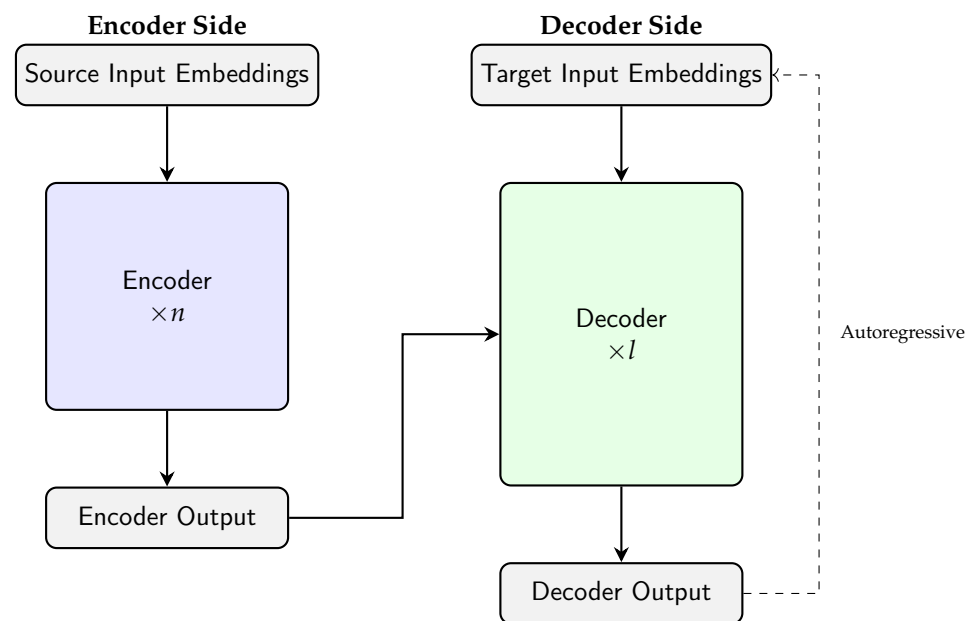 Encoder Side
Source Input Embeddings
Encoder
×n
Encoder Output
Decoder Side
Target Input Embeddings
Decoder
×l
Decoder Output
Autoregressive